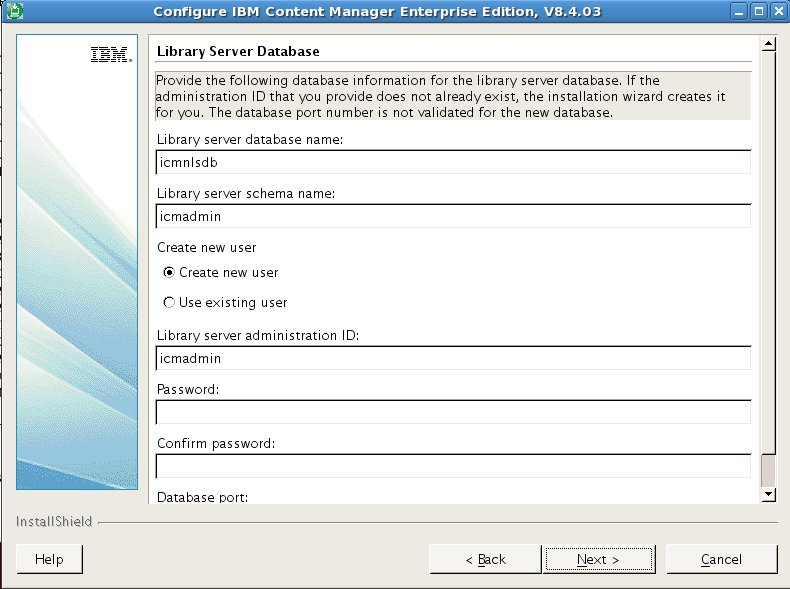 Configure IBM Content Manager Enterprise Edition, V8.4.03
IBM.
Library Server Database
Provide the following database information for the library server database. If the
administration ID that you provide does not already exist, the installation wizard creates it
for you. The database port number is not validated for the new database.
Library server database name:
icmnlsdb
Library server schema name:
icmadmin
Create new user
Create new user
Use existing user
Library server administration ID:
icmadmin
Password:
Confirm password:
Database port:
InstallShield
Help
< Back
Next >
Cancel